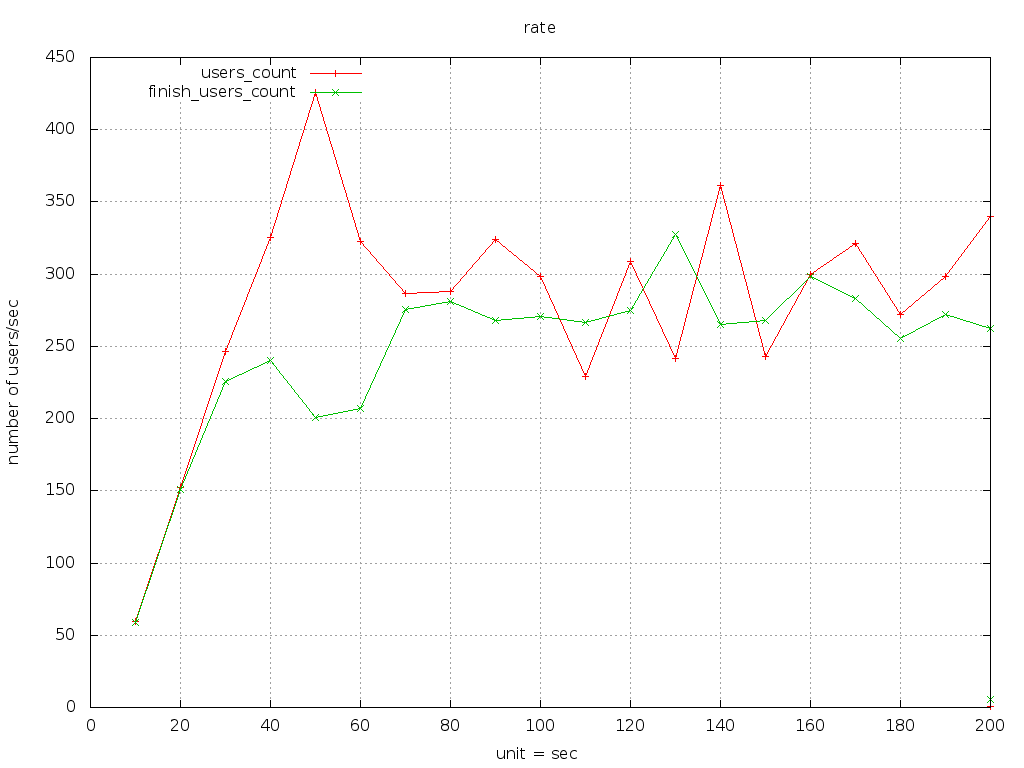 rate
450
400
350
300
250
200
150
100
50
0
users_count
finish_users_count
number of users/sec
0 20 40 60 80 100 120 140 160 180 200
unit = sec